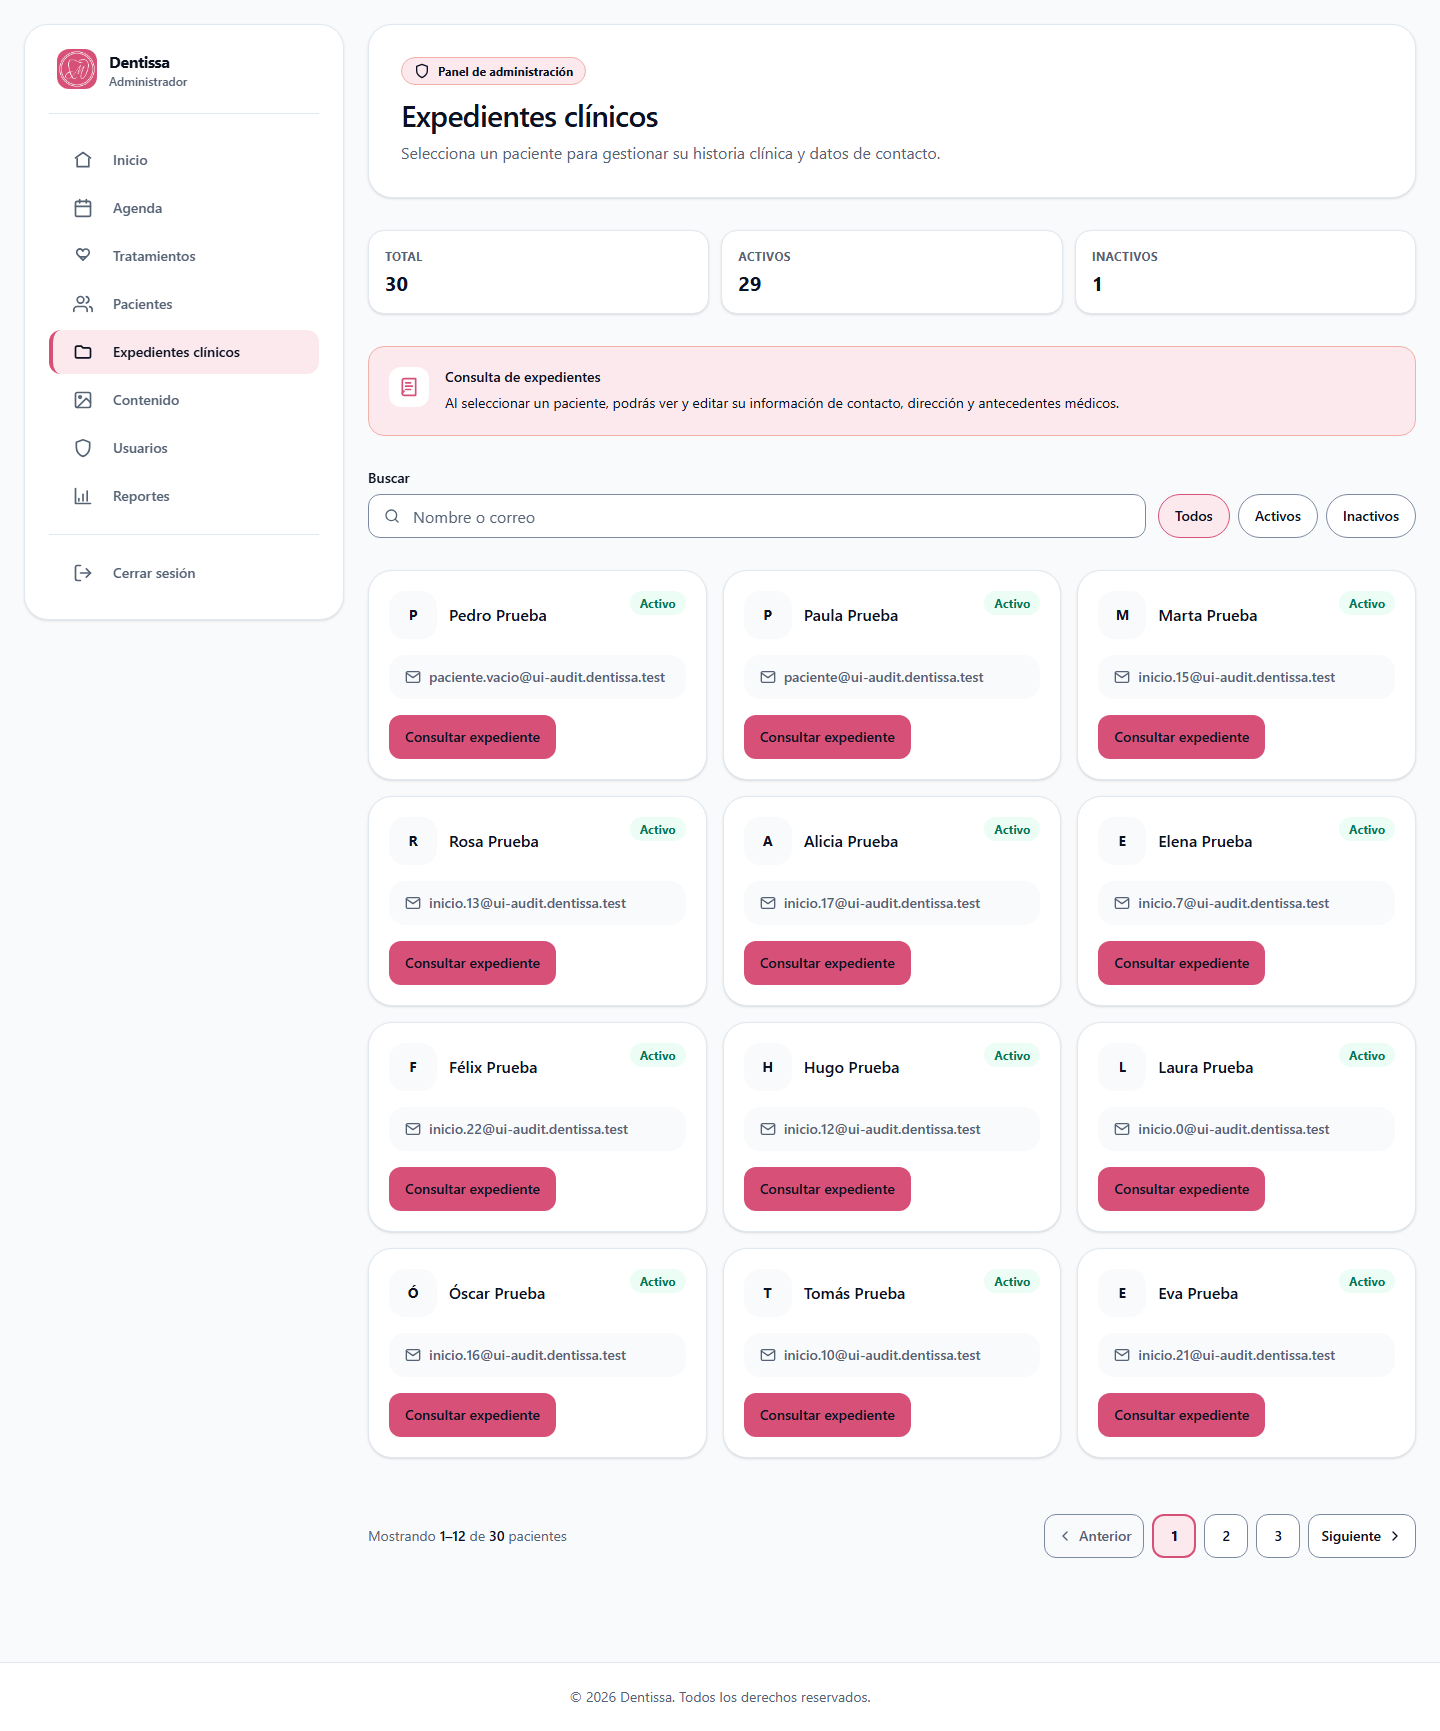 Dentissa
Administrador
Inicio
Agenda
Tratamientos
Pacientes
Expedientes clínicos
Contenido
Usuarios
Reportes
Cerrar sesión
Panel de administración
Expedientes clínicos
Selecciona un paciente para gestionar su historia clínica y datos de contacto.
TOTAL
30
ACTIVOS
29
INACTIVOS
1
Consulta de expedientes
Al seleccionar un paciente, podrás ver y editar su información de contacto, dirección y antecedentes médicos.
Buscar
Nombre o correo
Todos
Activos
Inactivos
P
Pedro Prueba
Activo
paciente.vacio@ui-audit.dentissa.test
Consultar expediente
P
Paula Prueba
Activo
paciente@ui-audit.dentissa.test
Consultar expediente
M
Marta Prueba
Activo
inicio.15@ui-audit.dentissa.test
Consultar expediente
R
Rosa Prueba
Activo
inicio.13@ui-audit.dentissa.test
Consultar expediente
A
Alicia Prueba
Activo
inicio.17@ui-audit.dentissa.test
Consultar expediente
E
Elena Prueba
Activo
inicio.7@ui-audit.dentissa.test
Consultar expediente
F
Félix Prueba
Activo
inicio.22@ui-audit.dentissa.test
Consultar expediente
H
Hugo Prueba
Activo
inicio.12@ui-audit.dentissa.test
Consultar expediente
L
Laura Prueba
Activo
inicio.0@ui-audit.dentissa.test
Consultar expediente
Ó
Óscar Prueba
Activo
inicio.16@ui-audit.dentissa.test
Consultar expediente
T
Tomás Prueba
Activo
inicio.10@ui-audit.dentissa.test
Consultar expediente
E
Eva Prueba
Activo
inicio.21@ui-audit.dentissa.test
Consultar expediente
Mostrando 1–12 de 30 pacientes
Anterior
1
2
3
Siguiente
© 2026 Dentissa. Todos los derechos reservados.